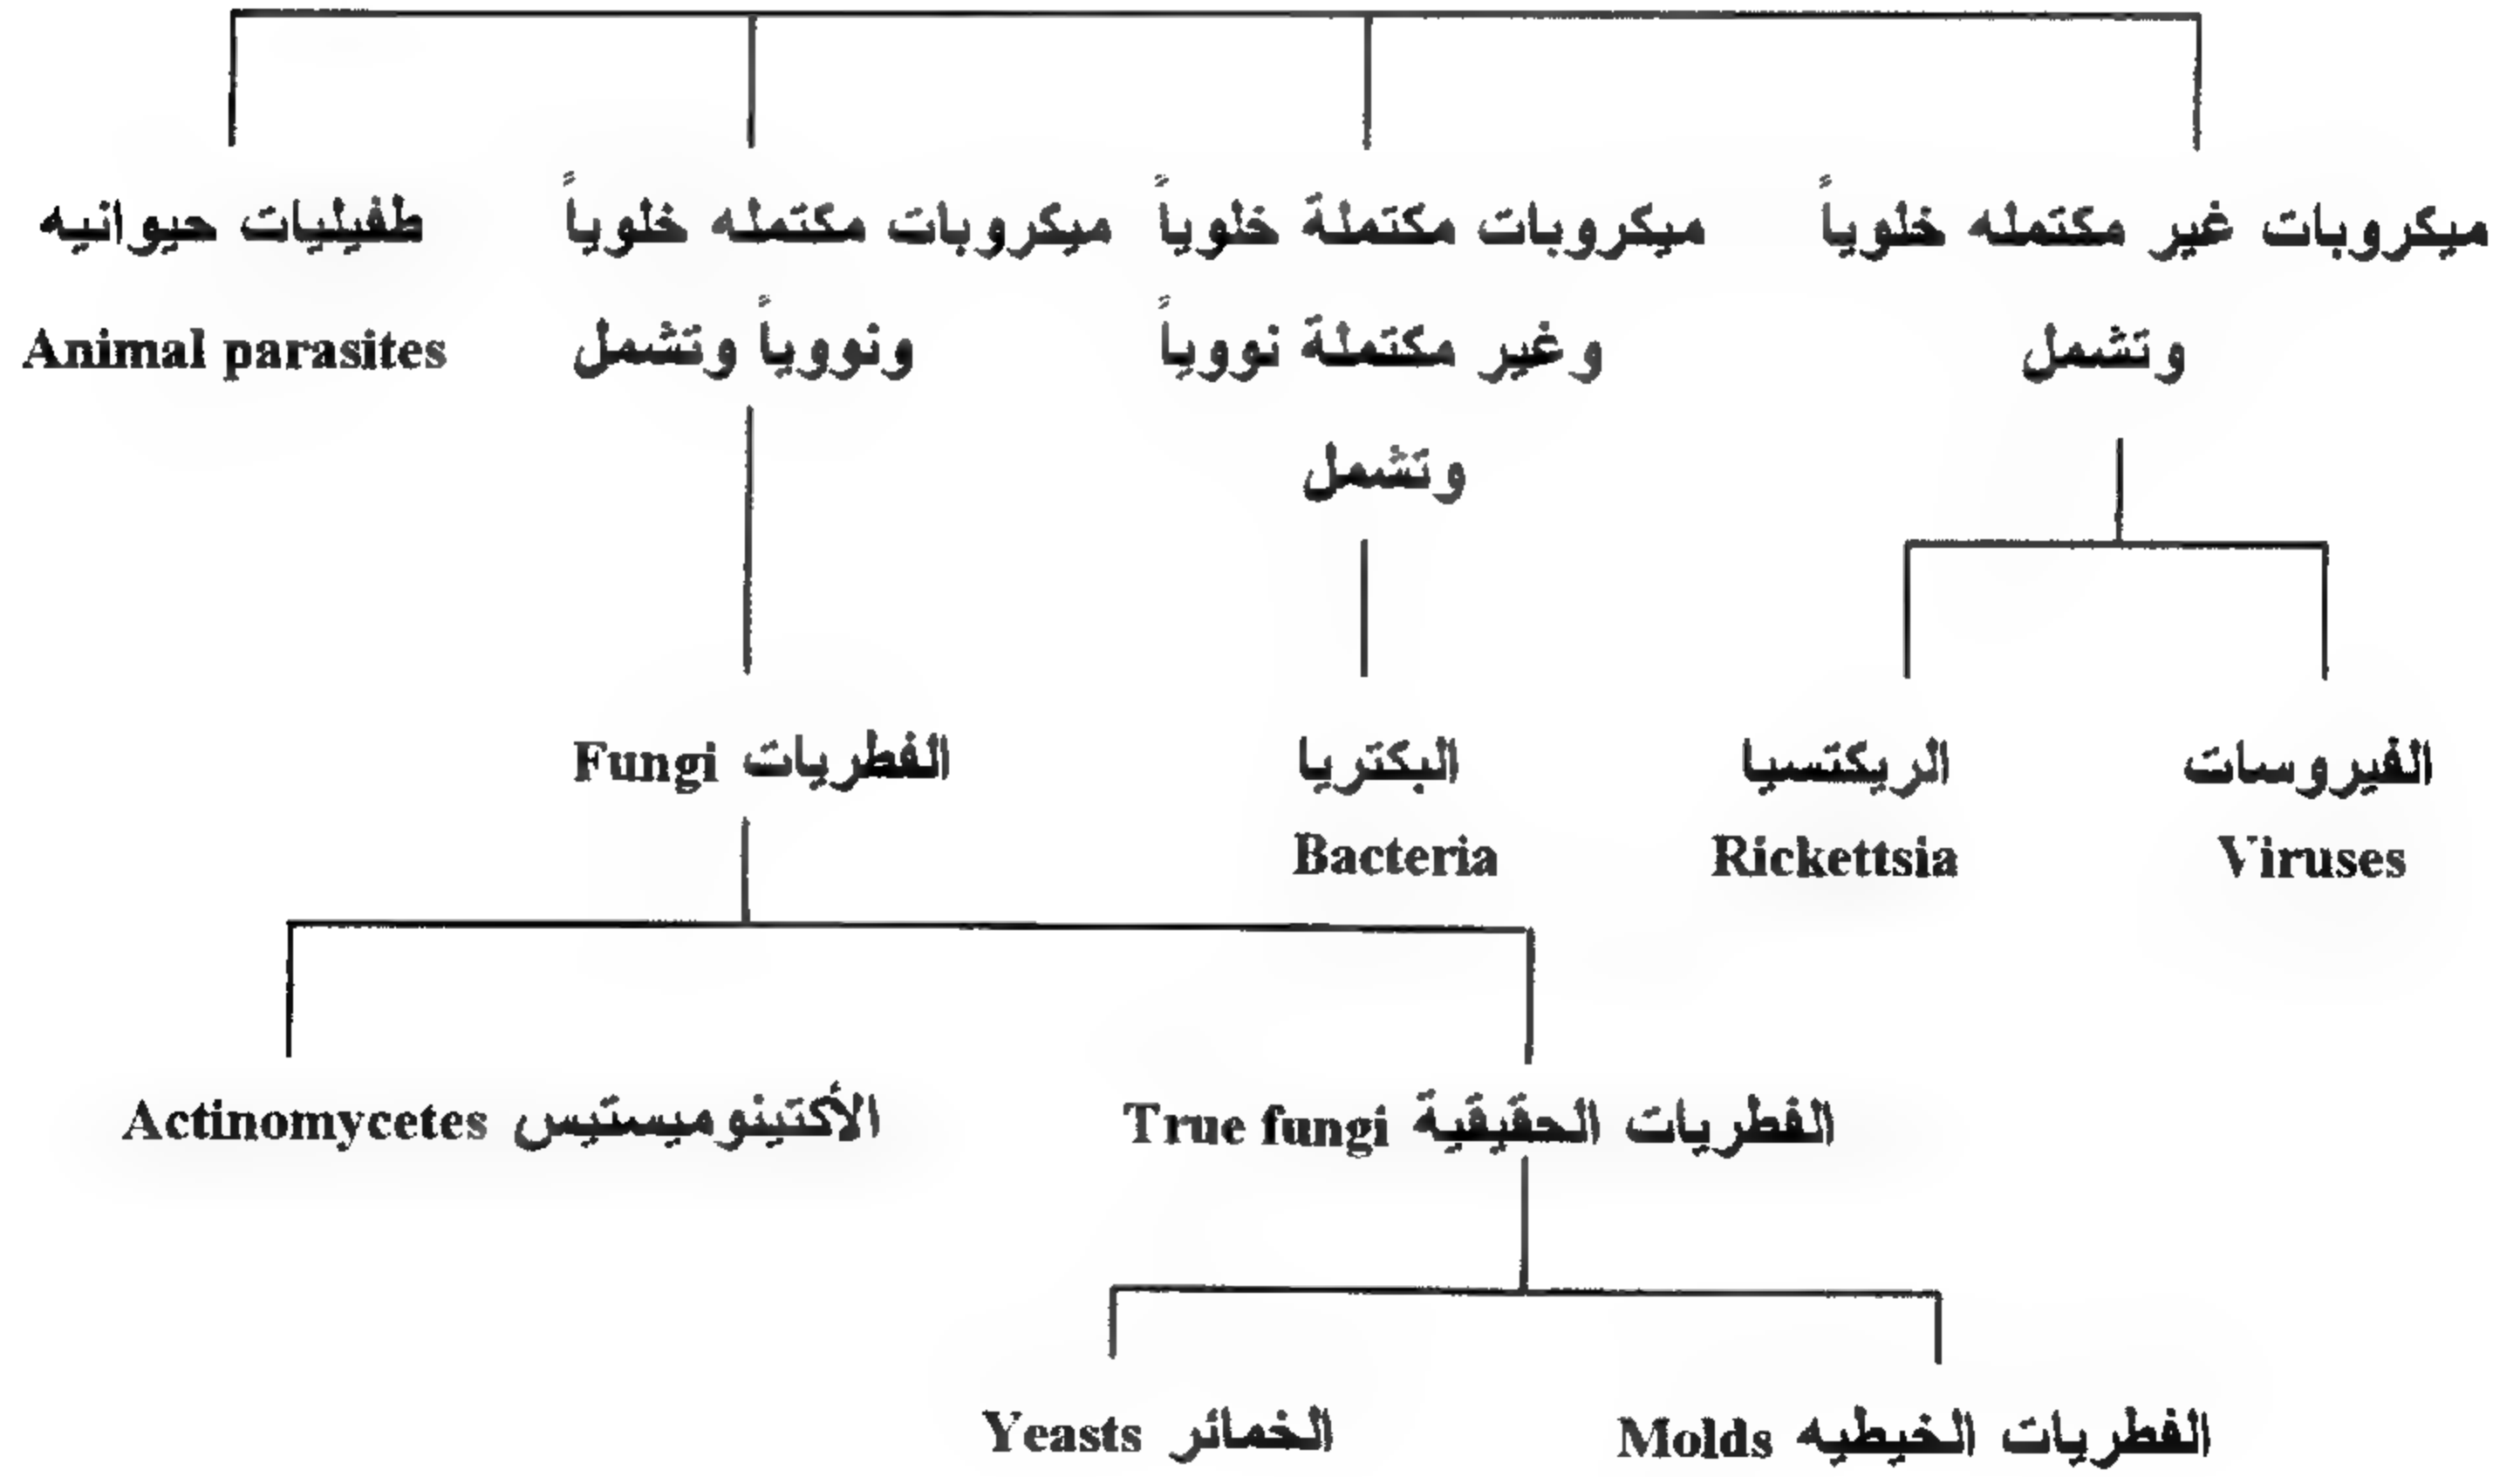 ميكروبات غير مكتمله خلوياً
وتشمل
ميكروبات مكتملة خلوياً
وغير مكتملة نووياً
وتشمل
ميكروبات مكتمله خلوياً
ونووياً وتشمل
طفيليات حيوانيه
Animal parasites
الفيروسات
Viruses
الريكتسيا
Rickettsia
البكتريا
Bacteria
الفطريات Fungi
الفطريات الحقيقية True fungi
الأكتينوميستيس Actinomycetes
الفطريات الخيطيه Molds
الخمائر Yeasts